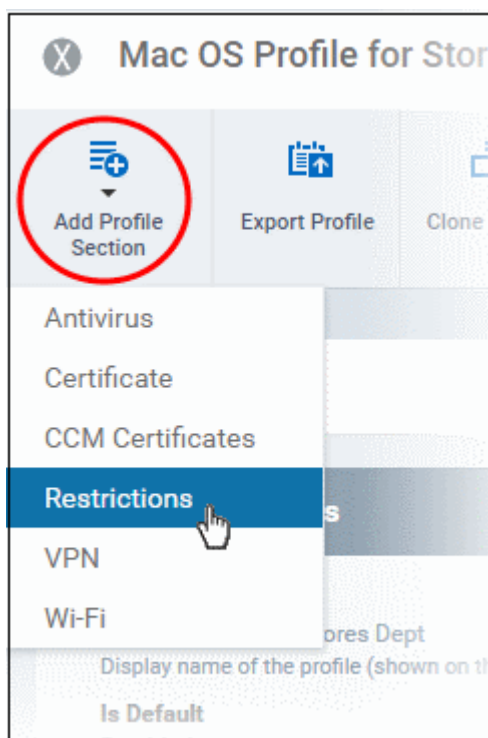 X Mac OS Profile for Stor
Add Profile
Section
Export Profile
Clone
Antivirus
Certificate
CCM Certificates
Restrictions
s
VPN
Wi-Fi
ores Dept
Display name of the profile (shown on th
Is Default